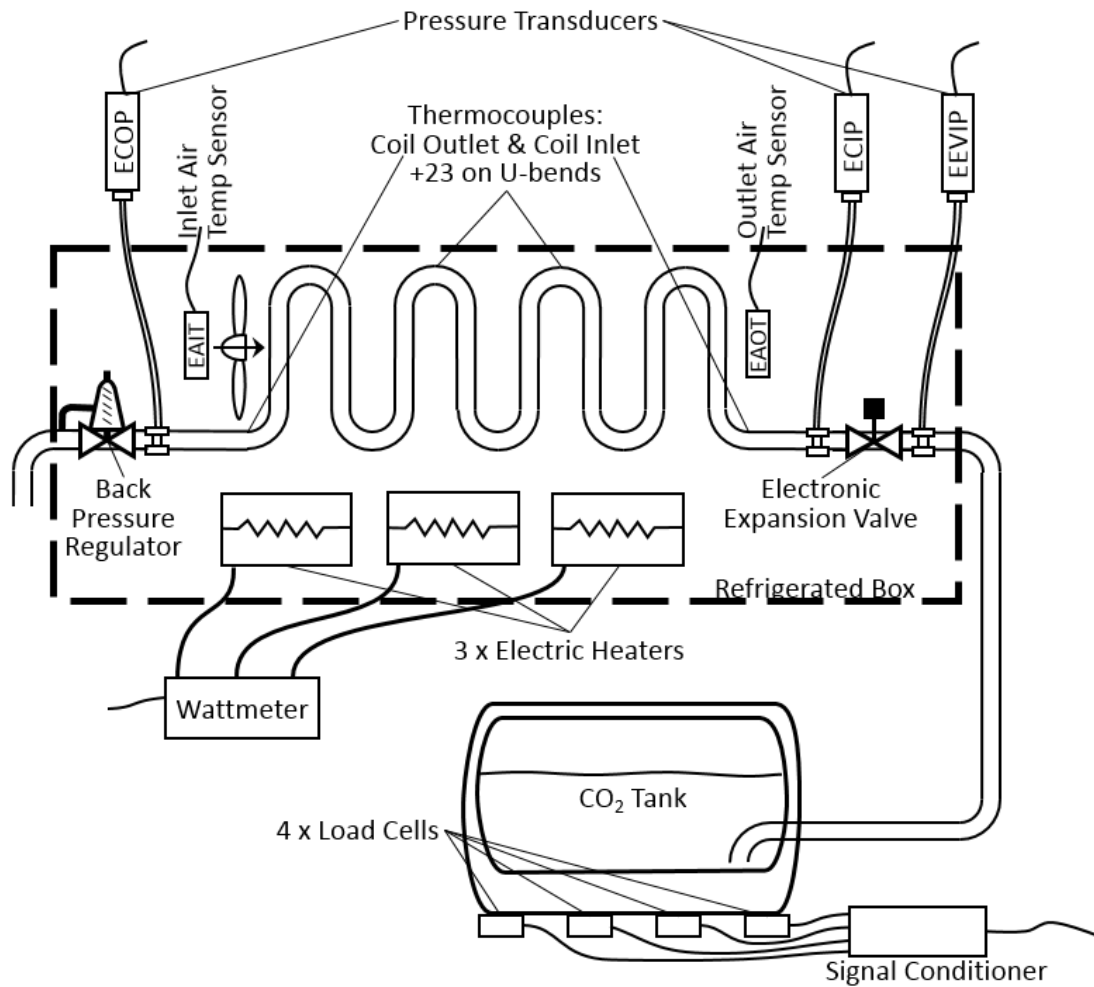 Pressure Transducers
ECOP
Inlet Air
Temp Sensor
Thermocouples:
Coil Outlet & Coil Inlet
+23 on U-bends
Outlet Air
Temp Sensor
ECIP
EEVIP
EAIT
EAOT
Back
Pressure
Regulator
Electronic
Expansion Valve
Refrigerated Box
3 x Electric Heaters
Wattmeter
CO₂ Tank
4 x Load Cells
Signal Conditioner